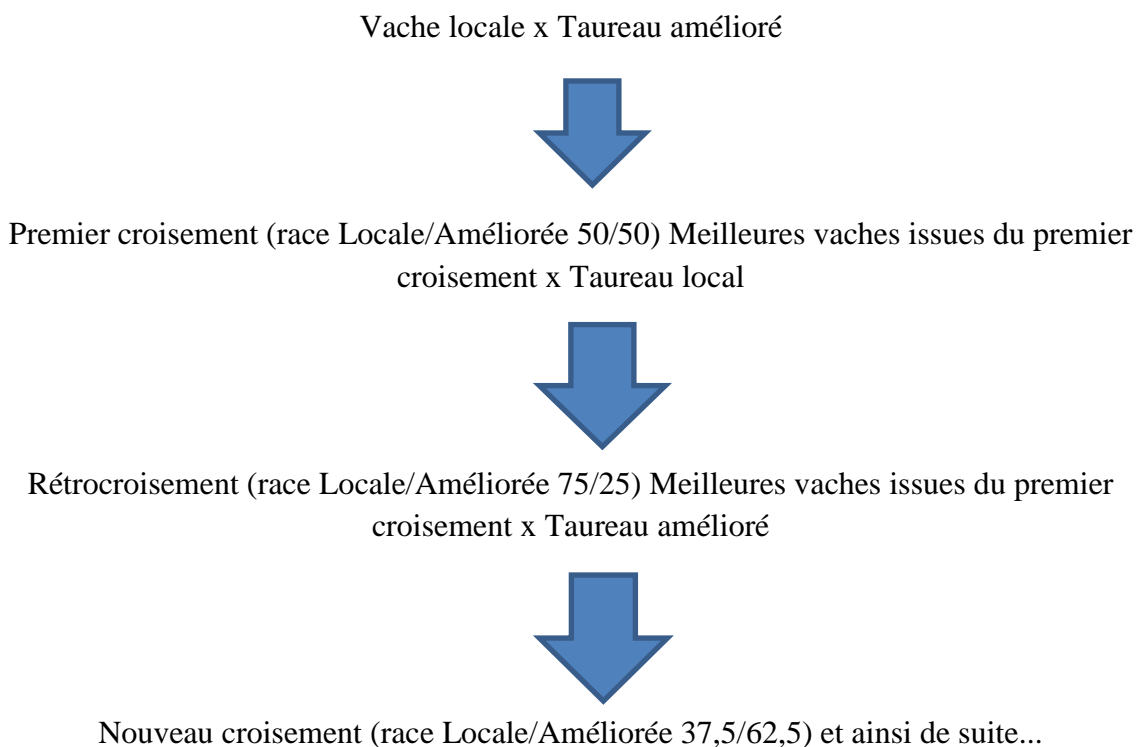 Vache locale x Taureau amélioré
Premier croisement (race Locale/Améliorée 50/50) Meilleures vaches issues du premier
croisement x Taureau local
Rétrocroisement (race Locale/Améliorée 75/25) Meilleures vaches issues du premier
croisement x Taureau amélioré
Nouveau croisement (race Locale/Améliorée 37,5/62,5) et ainsi de suite...